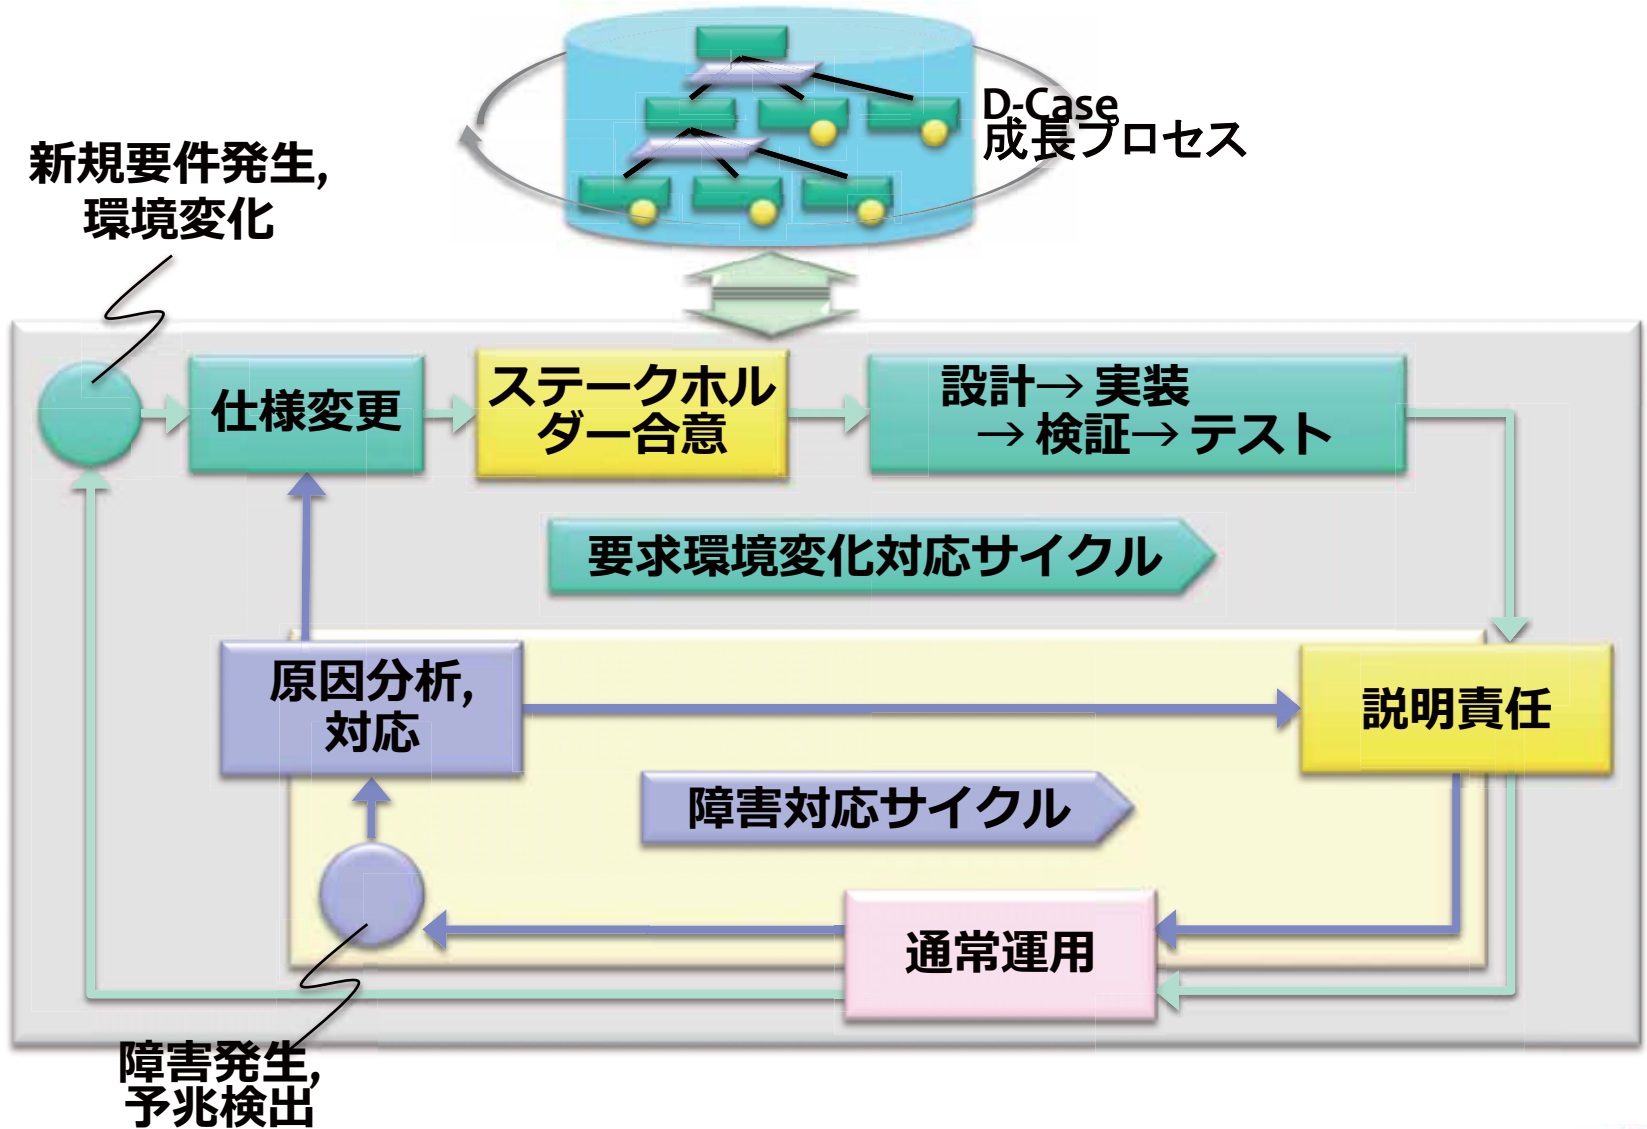 D-Case
成長プロセス
新規要件発生,
環境変化
仕様変更
ステークホル
ダー合意
設計→ 実装
→ 検証→ テスト
要求環境変化対応サイクル
原因分析,
対応
説明責任
障害対応サイクル
通常運用
障害発生,
予兆検出